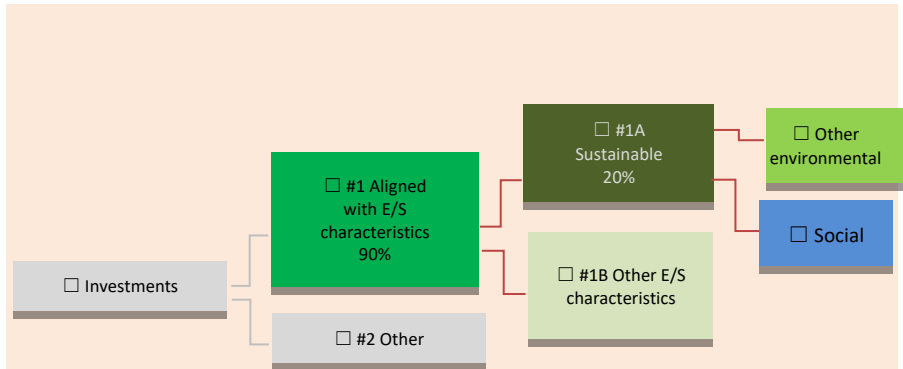 ☐ Investments
☐ #1 Aligned
with E/S
characteristics
90%
☐ #2 Other
☐ #1A
Sustainable
20%
☐ #1B Other E/S
characteristics
☐ Other
environmental
☐ Social